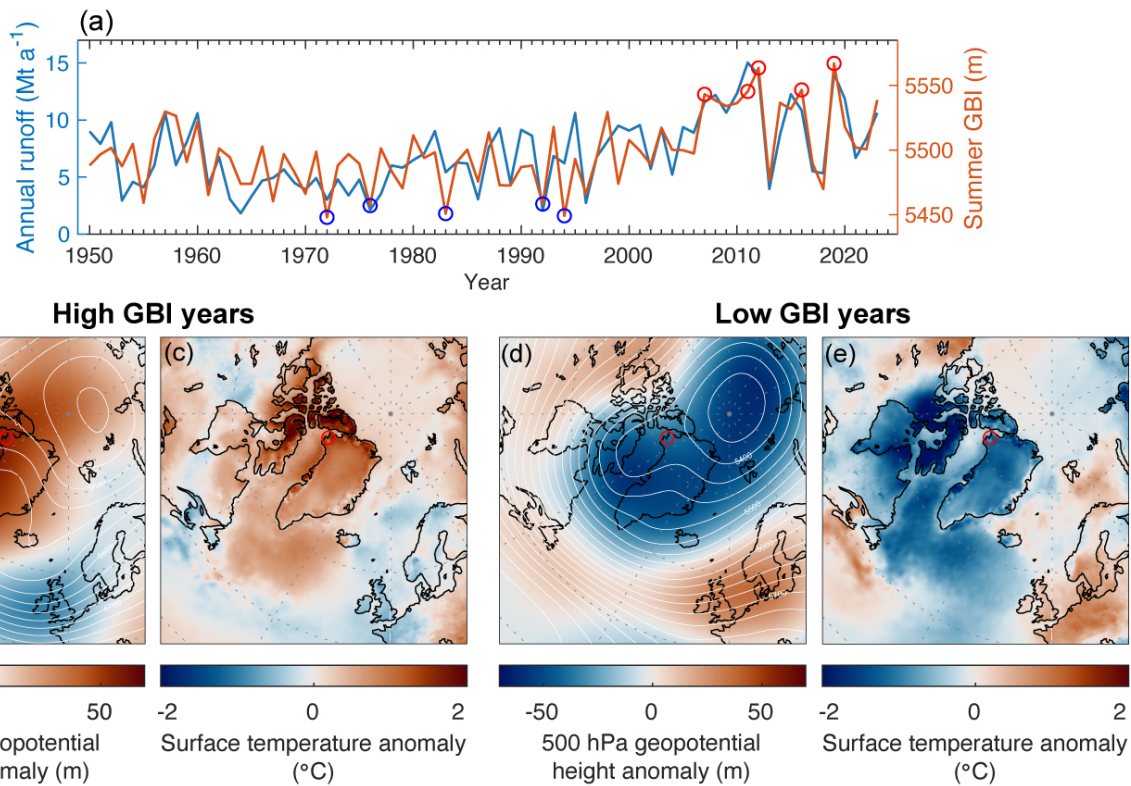 (a)
Annual runoff (Mt a⁻¹)
15
10
5
0
5550
5500
5450
Summer GBI (m)
1950 1960 1970 1980 1990 2000 2010 2020
Year
High GBI years Low GBI years
(c) (d) (e)
5400
50 -2 0 2 -50 0 50 -2 0 2
opotential Surface temperature anomaly 500 hPa geopotential Surface temperature anomaly
maly (m) (°C) height anomaly (m) (°C)